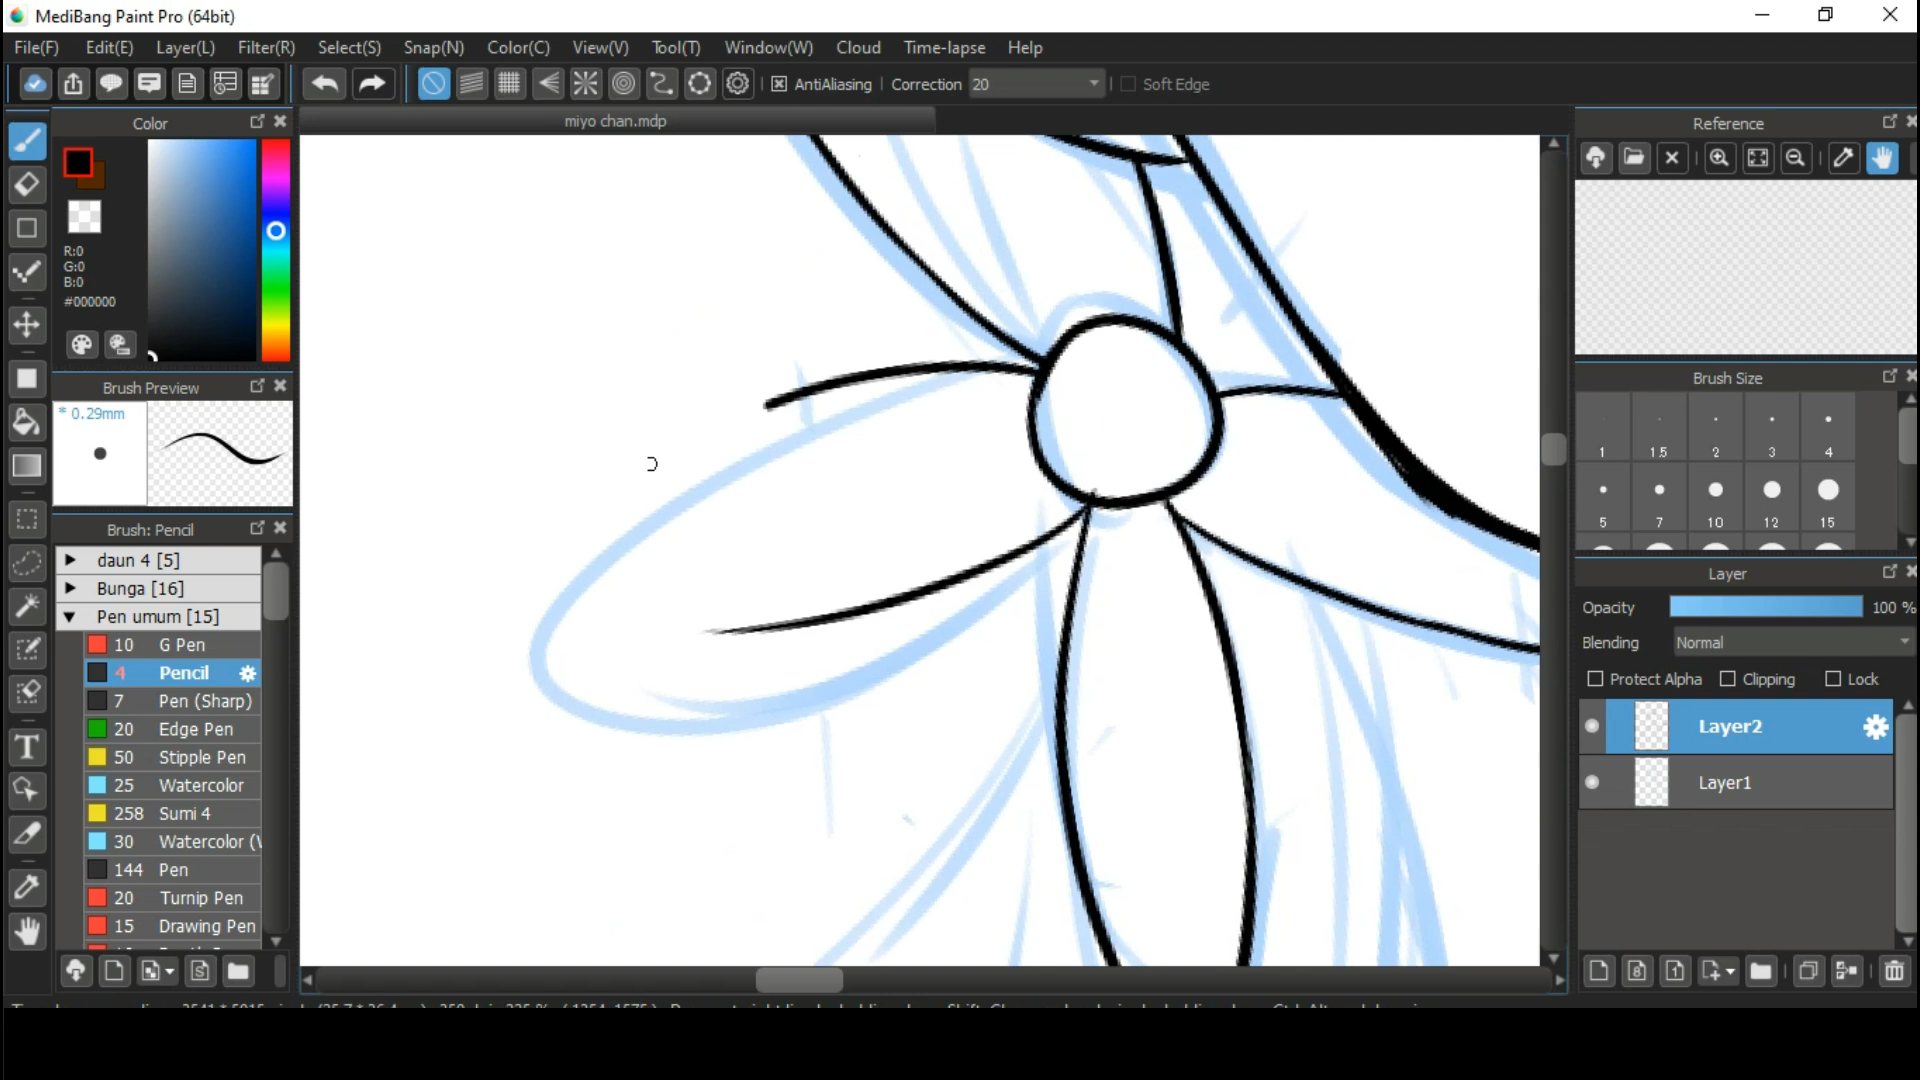 MediBang Paint Pro (64bit)
File(F) Edit(E) Layer(L) Filter(R) Select(S) Snap(N) Color(C) View(V) Tool(T) Window(W) Cloud Time-lapse Help
AntiAliasing Correction 20 Soft Edge
miyo chan.mdp
Color
R:0
G:0
B:0
#000000
Brush Preview
* 0.29mm
Brush: Pencil
daun 4 [5]
Bunga [16]
Pen umum [15]
10 G Pen
4 Pencil
7 Pen (Sharp)
20 Edge Pen
50 Stipple Pen
25 Watercolor
258 Sumi 4
30 Watercolor (
144 Pen
20 Turnip Pen
15 Drawing Pen
T
Reference
Brush Size
1 1.5 2 3 4
5 7 10 12 15
Layer
Opacity 100 %
Blending Normal
Protect Alpha Clipping Lock
Layer2
Layer1
8 1